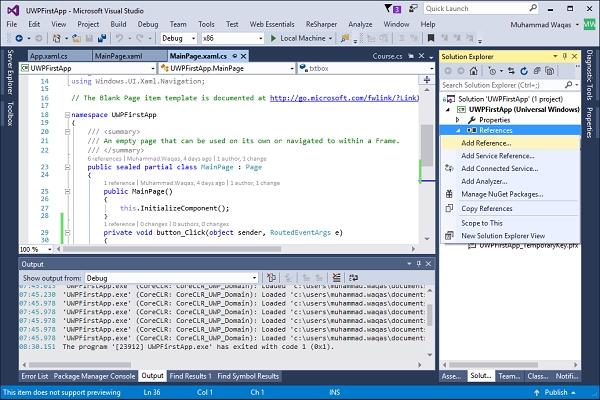 UWPFirstApp - Microsoft Visual Studio
3
Quick Launch
File Edit View Project Build Debug Team Tools Test Web Essentials ReSharper Analyze Window Help
Muhammad Waqas
MW
Debug x86 Local Machine
Server Explorer
Toolbox
App.xaml.cs MainPage.xaml MainPage.xaml.cs Course.cs
UWPFirstApp UWPFirstApp.MainPage txtbox
14 using Windows.UI.Xaml.Navigation;
15
16 // The Blank Page item template is documented at http://go.microsoft.com/fwlink/?Link
17
18 namespace UWPFirstApp
19 {
20 /// <summary>
21 /// An empty page that can be used on its own or navigated to within a Frame.
22 /// </summary>
6 references | Muhammad.Waqas, 4 days ago | 1 author, 1 change
23 public sealed partial class MainPage : Page
24 {
1 reference | Muhammad.Waqas, 4 days ago | 1 author, 1 change
25 public MainPage()
26 {
27 this.InitializeComponent();
28 }
1 reference | 0 changes | 0 authors, 0 changes
29 private void button_Click(object sender, RoutedEventArgs e)
30 {
100 %
Output
Show output from: Debug
07:45.230 'UWPFirstApp.exe' (CoreCLR: CoreCLR_UWP_Domain): Loaded 'c:\users\muhammad.waqas\document
07:45.978 'UWPFirstApp.exe' (CoreCLR: CoreCLR_UWP_Domain): Loaded 'c:\users\muhammad.waqas\document
07:45.978 'UWPFirstApp.exe' (CoreCLR: CoreCLR_UWP_Domain): Loaded 'c:\users\muhammad.waqas\document
07:45.978 'UWPFirstApp.exe' (CoreCLR: CoreCLR_UWP_Domain): Loaded 'c:\users\muhammad.waqas\document
07:45.978 'UWPFirstApp.exe' (CoreCLR: CoreCLR_UWP_Domain): Loaded 'c:\users\muhammad.waqas\document
08:30.151 The program '[23912] UWPFirstApp.exe' has exited with code 1 (0x1).
Error List Package Manager Console Output Find Results 1 Find Symbol Results
Solution Explorer
Search Solution Explorer (Ctrl+;)
Solution 'UWPFirstApp' (1 project)
UWPFirstApp (Universal Windows)
Properties
References
Add Reference...
Add Service Reference...
Add Connected Service...
Add Analyzer...
Manage NuGet Packages...
Copy References
Scope to This
New Solution Explorer View
UWPFirstApp_TemporaryKey.pfx
Asse... Solut... Team... Class... Notifi...
Diagnostic Tools
Properties
This item does not support previewing Ln 36 Col 1 Ch 1 INS Publish